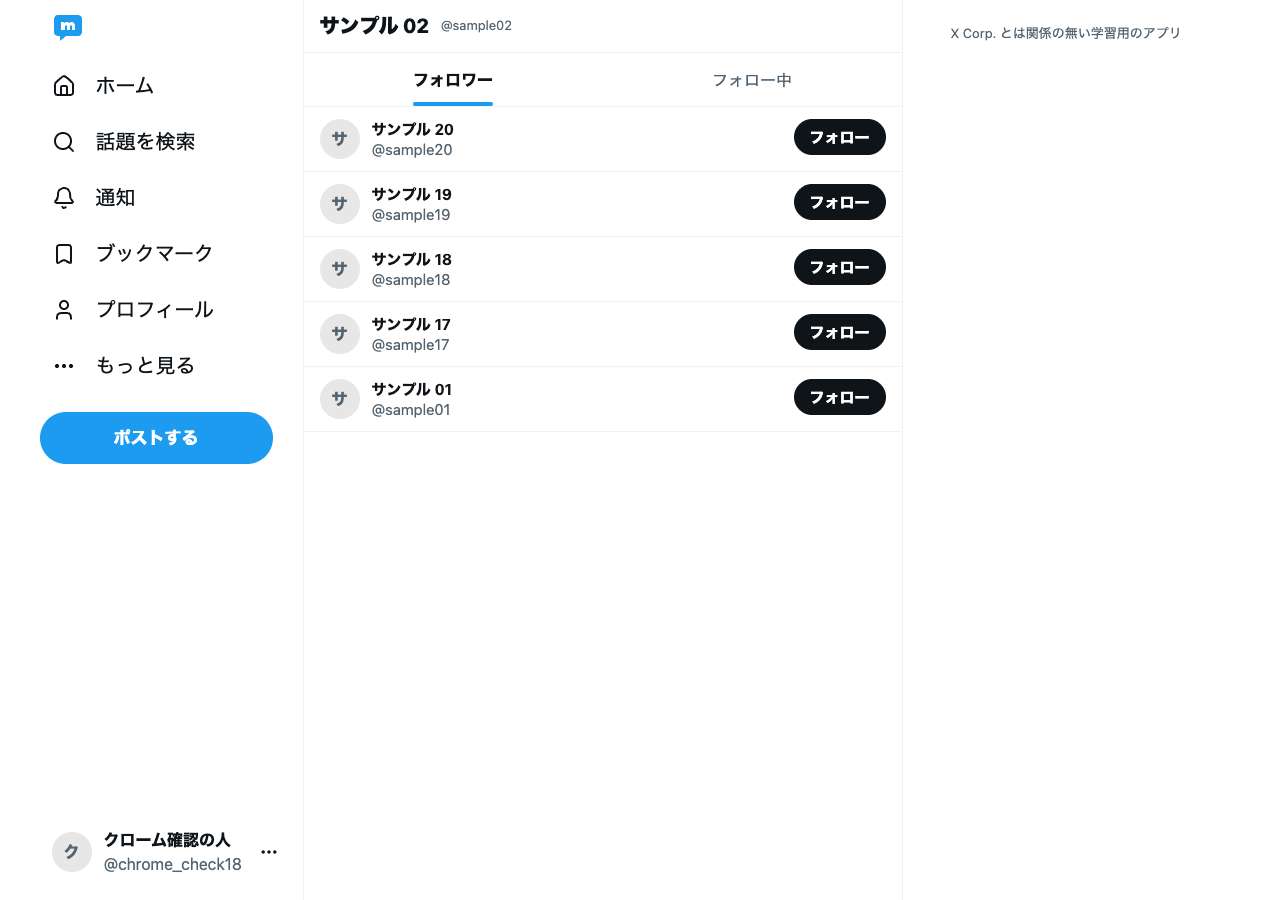 m
ホーム
話題を検索
通知
ブックマーク
プロフィール
もっと見る
ポストする
ク
クローム確認の人
@chrome_check18
サンプル 02 @sample02
フォロワー フォロー中
サ
サンプル 20
@sample20
フォロー
サ
サンプル 19
@sample19
フォロー
サ
サンプル 18
@sample18
フォロー
サ
サンプル 17
@sample17
フォロー
サ
サンプル 01
@sample01
フォロー
X Corp. とは関係の無い学習用のアプリ